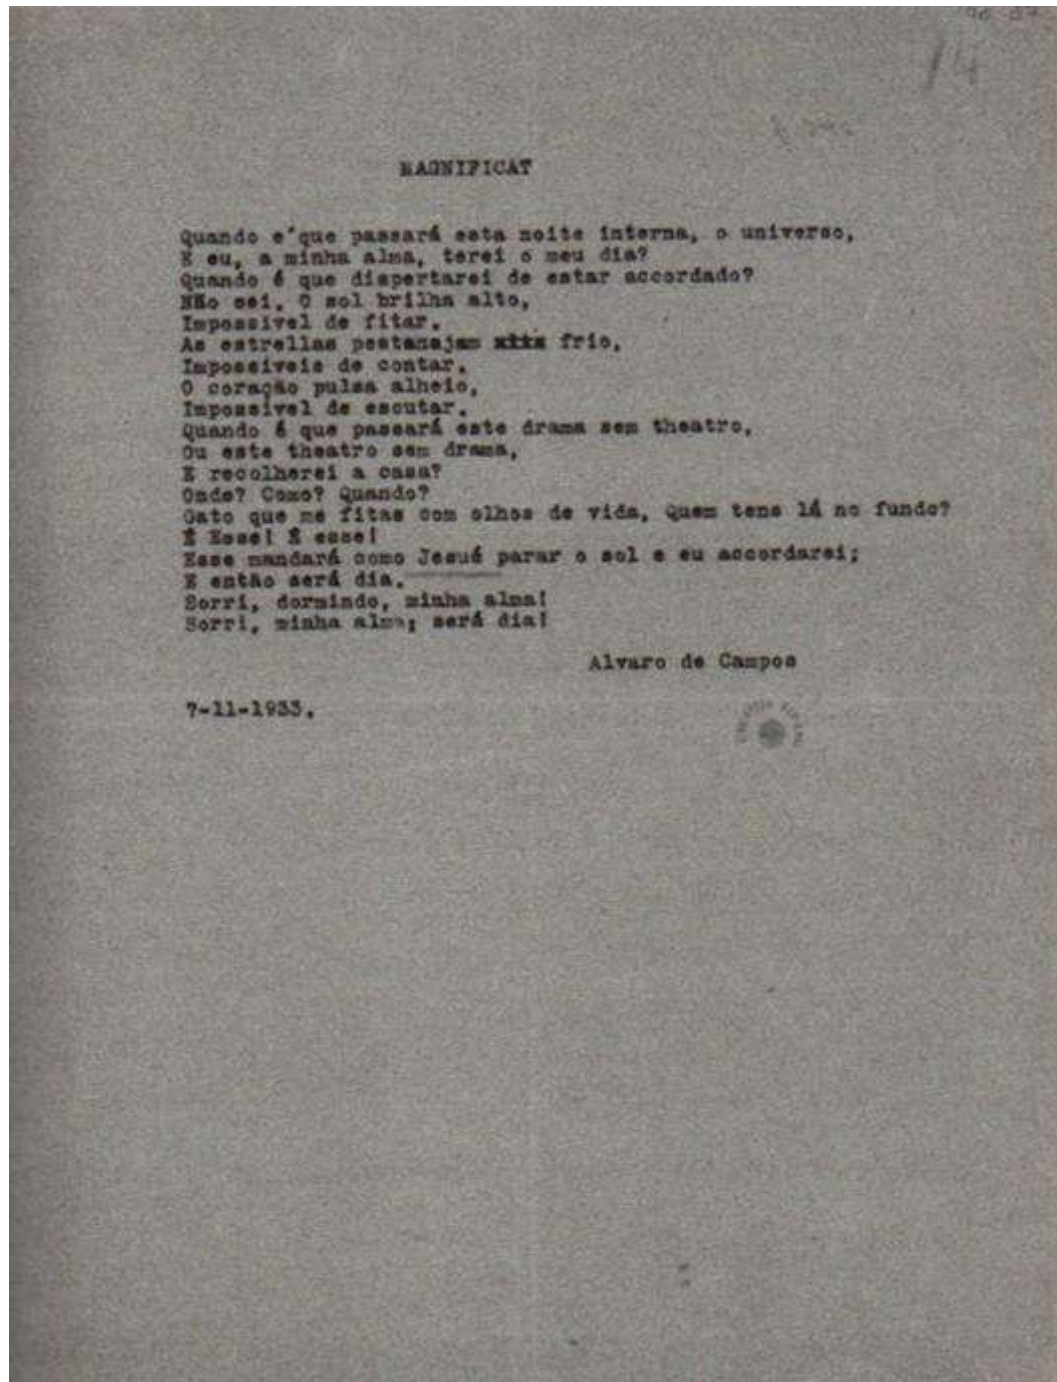 14
MAGNIFICAT
Quando e'que passará esta noite interna, o universo,
E eu, a minha alma, terei o meu dia?
Quando é que dispertarei de estar accordado?
Não sei. O sol brilha alto,
Impossivel de fitar.
As estrellas pestanejam frio,
Impossiveis de contar.
O coração pulsa alheio,
Impossivel de escutar.
Quando é que passará este drama sem theatro,
Ou este theatro sem drama,
E recolherei a casa?
Onde? Como? Quando?
Gato que me fitas com olhos de vida, Quem tens lá no fundo?
É Esse! É esse!
Esse mandará como Jesué parar o sol e eu accordarei;
E então será dia.
Sorri, dormindo, minha alma!
Sorri, minha alma; será dia!
Alvaro de Campos
7-11-1933.